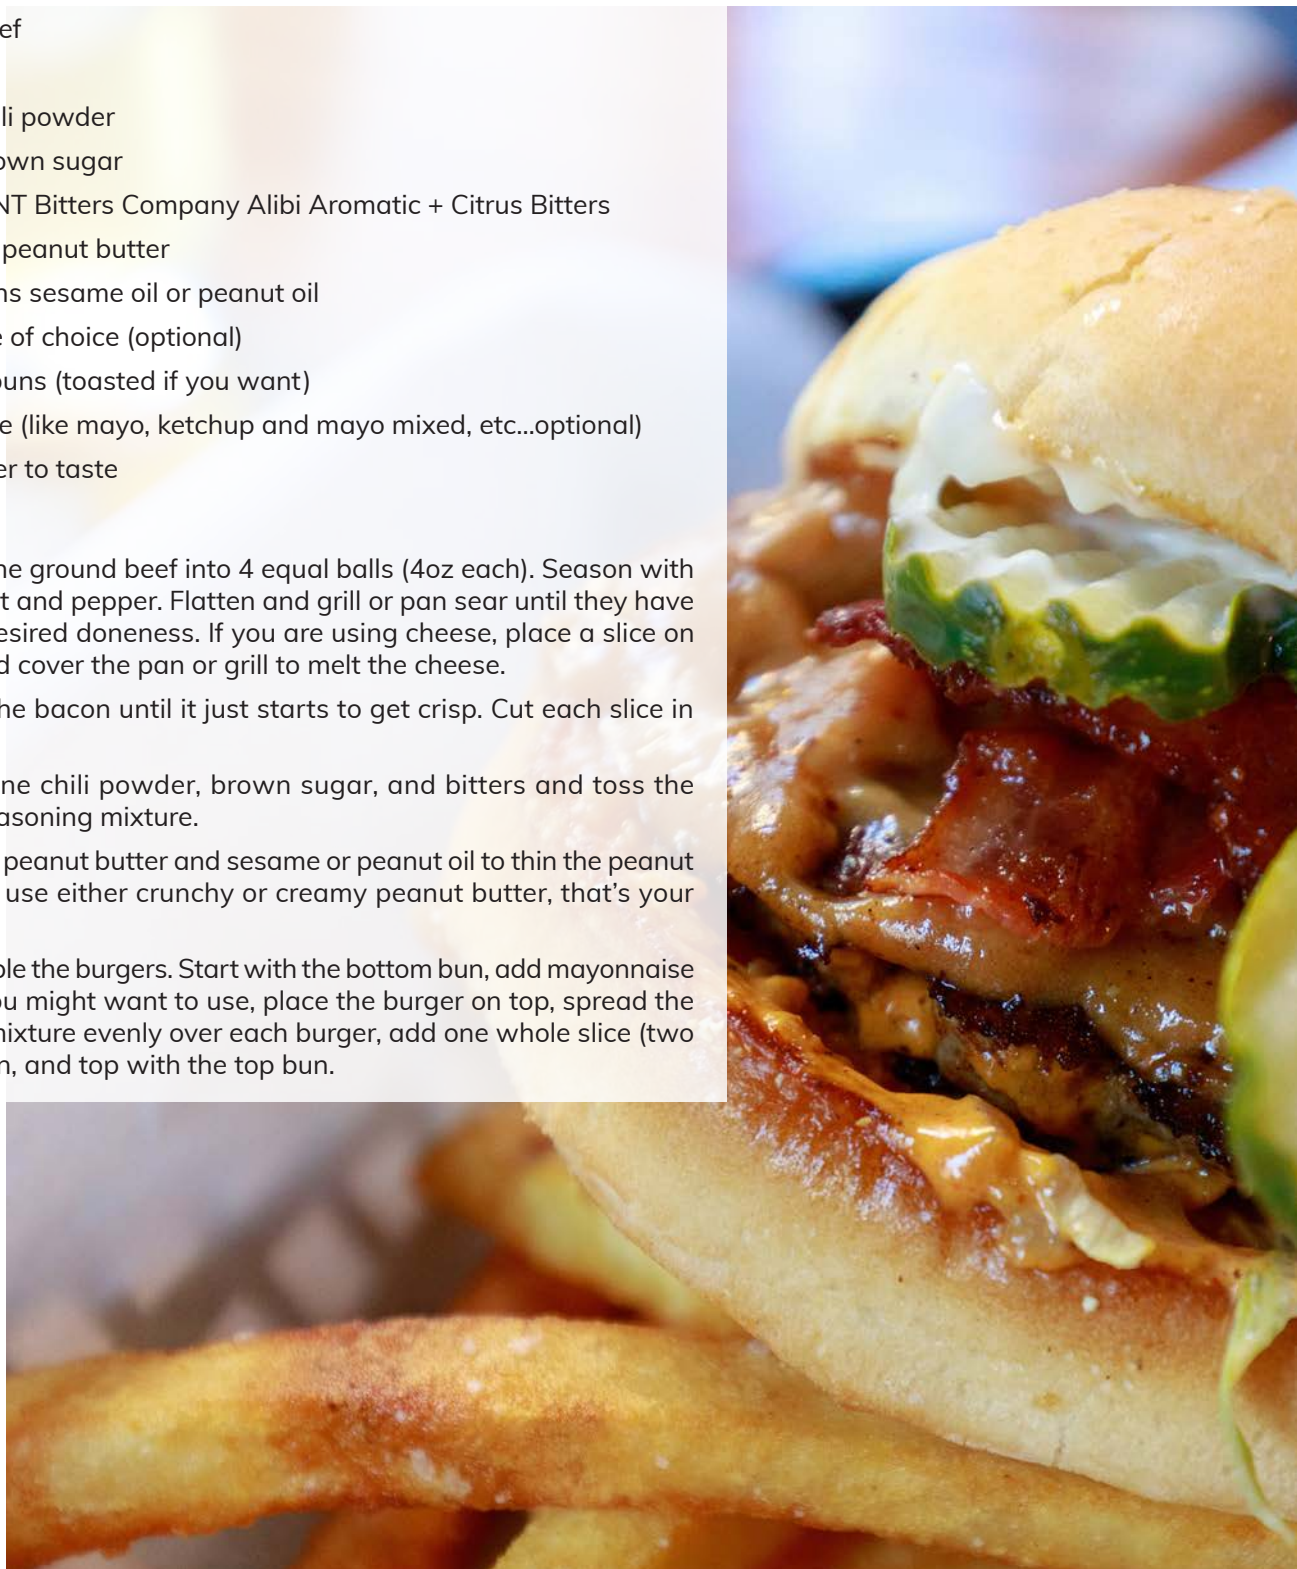 ef
li powder
own sugar
NT Bitters Company Alibi Aromatic + Citrus Bitters
peanut butter
ns sesame oil or peanut oil
e of choice (optional)
buns (toasted if you want)
e (like mayo, ketchup and mayo mixed, etc...optional)
er to taste
he ground beef into 4 equal balls (4oz each). Season with
t and pepper. Flatten and grill or pan sear until they have
esired doneness. If you are using cheese, place a slice on
d cover the pan or grill to melt the cheese.
he bacon until it just starts to get crisp. Cut each slice in
ne chili powder, brown sugar, and bitters and toss the
asoning mixture.
peanut butter and sesame or peanut oil to thin the peanut
use either crunchy or creamy peanut butter, that’s your
ble the burgers. Start with the bottom bun, add mayonnaise
ou might want to use, place the burger on top, spread the
mixture evenly over each burger, add one whole slice (two
n, and top with the top bun.